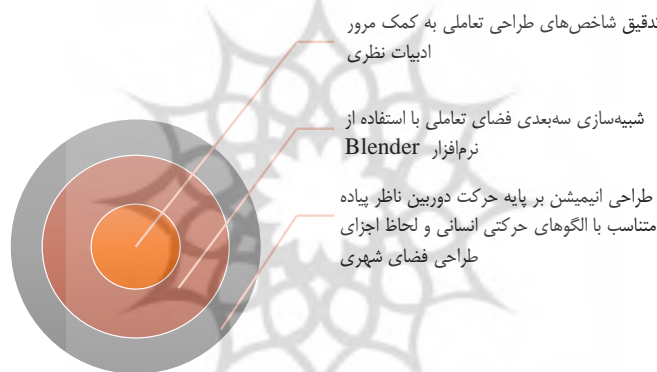 تدقیق شاخص‌های طراحی تعاملی به کمک مرور
ادبیات نظری
شبیه‌سازی سه‌بعدی فضای تعاملی با استفاده از
نرم‌افزار Blender
طراحی انیمیشن بر پایه حرکت دوربین ناظر پیاده
متناسب با الگوهای حرکتی انسانی و لحاظ اجزای
طراحی فضای شهری